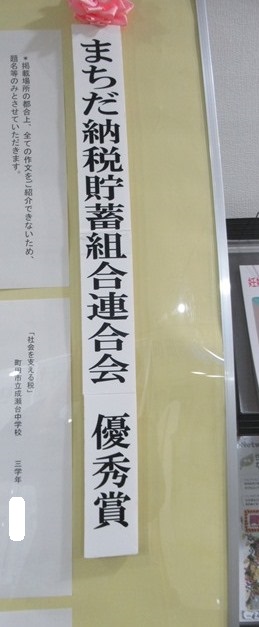 まちだ納税貯蓄組合連合会 優秀賞
*掲載場所の都合上、全ての作文をご紹介できないため、
題名等のみとさせていただきます。
「社会を支える税」
町田市立成瀬台中学校 三学年